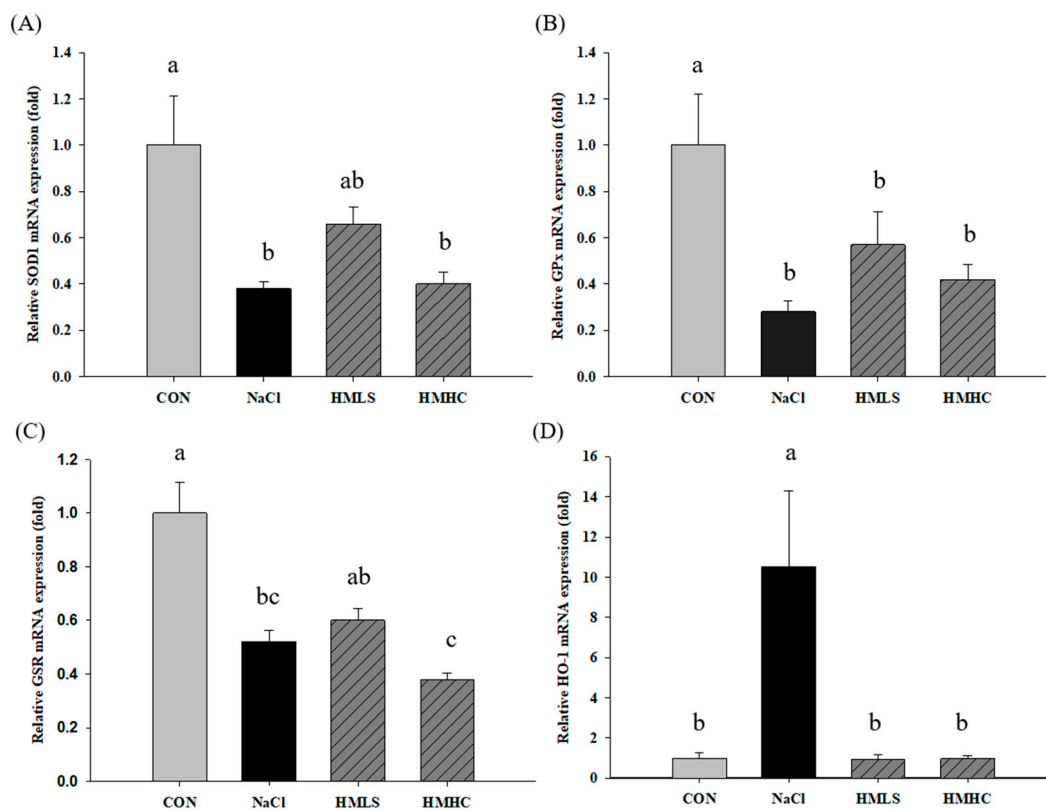 (A)
Relative SOD1 mRNA expression (fold)
1.4
1.2
1.0
0.8
0.6
0.4
0.2
0.0
a
b
ab
b
CON NaCl HMLS HMHC
(B)
Relative GPx mRNA expression (fold)
1.4
1.2
1.0
0.8
0.6
0.4
0.2
0.0
a
b
b
b
CON NaCl HMLS HMHC
(C)
Relative GSR mRNA expression (fold)
1.2
1.0
0.8
0.6
0.4
0.2
0.0
a
bc
ab
c
CON NaCl HMLS HMHC
(D)
Relative HO-1 mRNA expression (fold)
16
14
12
10
8
6
4
2
0
b
a
b
b
CON NaCl HMLS HMHC